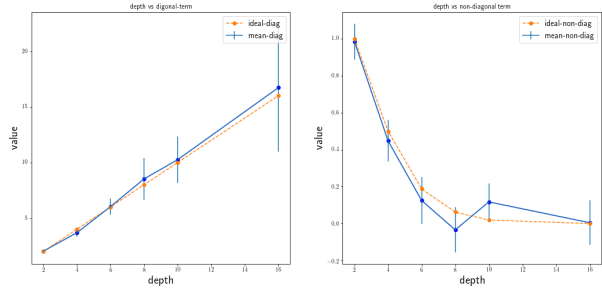 depth vs digonal-term
ideal-diag
mean-diag
value
20
15
10
5
2 4 6 8 10 12 14 16
depth
depth vs non-diagonal term
ideal-non-diag
mean-non-diag
value
1.0
0.8
0.6
0.4
0.2
0.0
−0.2
2 4 6 8 10 12 14 16
depth